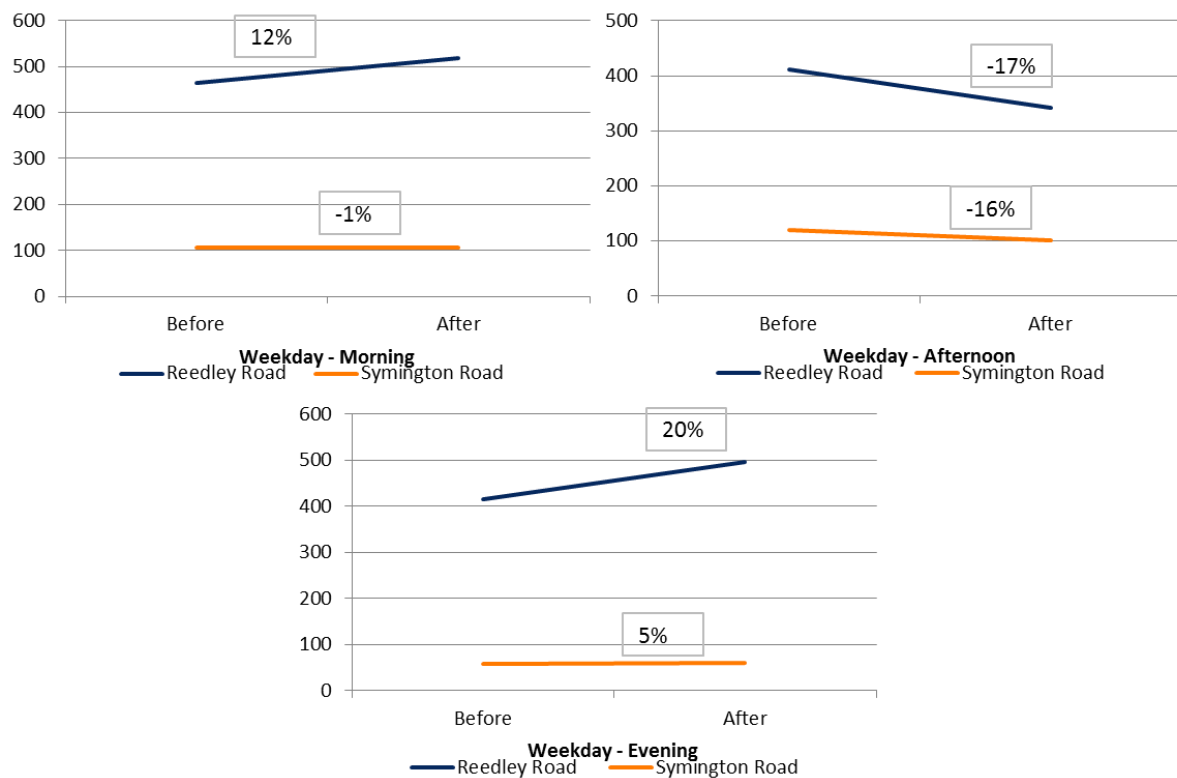 600
12%
500
400
300
200
-1%
100
0
Before After
Weekday - Morning
Reedley Road Symington Road
500
-17%
400
300
200
-16%
100
0
Before After
Weekday - Afternoon
Reedley Road Symington Road
600
20%
500
400
300
200
5%
100
0
Before After
Weekday - Evening
Reedley Road Symington Road